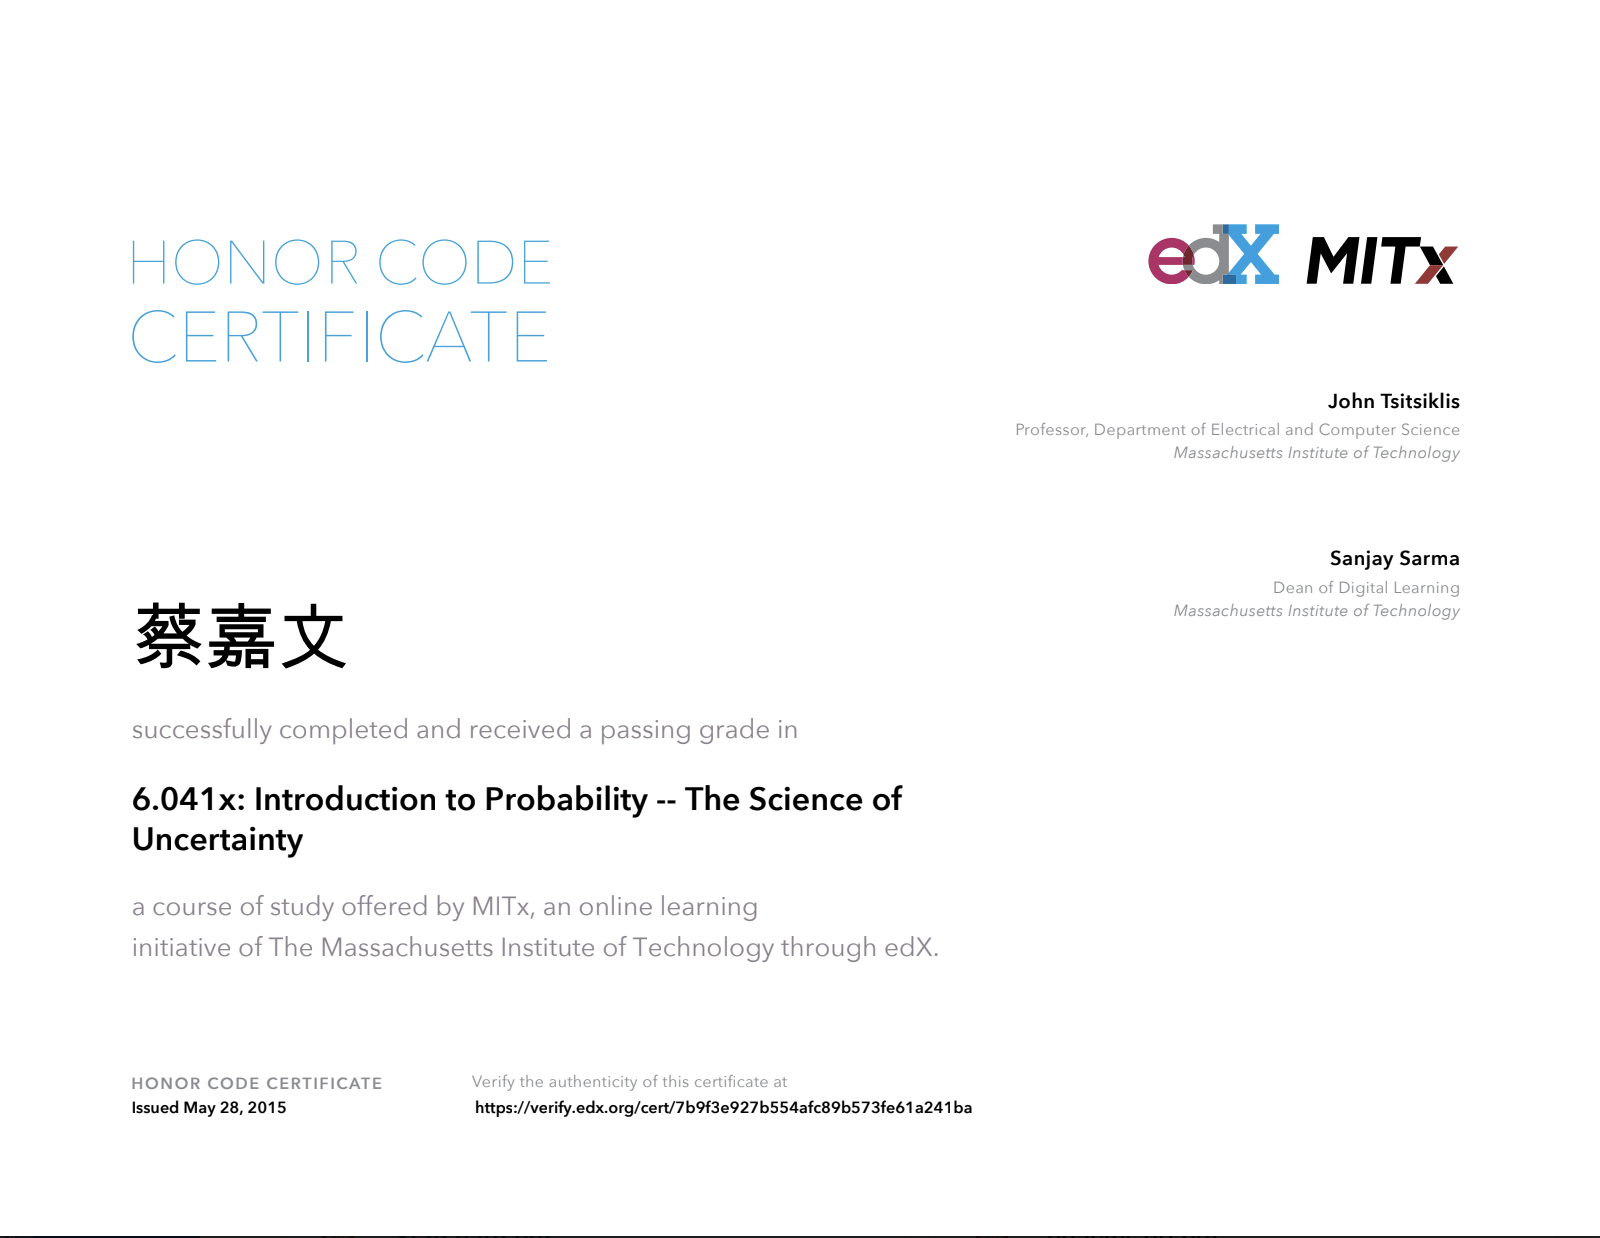 HONOR CODE
CERTIFICATE
edX MITx
John Tsitsiklis
Professor, Department of Electrical and Computer Science
Massachusetts Institute of Technology
Sanjay Sarma
Dean of Digital Learning
Massachusetts Institute of Technology
蔡嘉文
successfully completed and received a passing grade in
6.041x: Introduction to Probability -- The Science of
Uncertainty
a course of study offered by MITx, an online learning
initiative of The Massachusetts Institute of Technology through edX.
HONOR CODE CERTIFICATE
Issued May 28, 2015
Verify the authenticity of this certificate at
https://verify.edx.org/cert/7b9f3e927b554afc89b573fe61a241ba